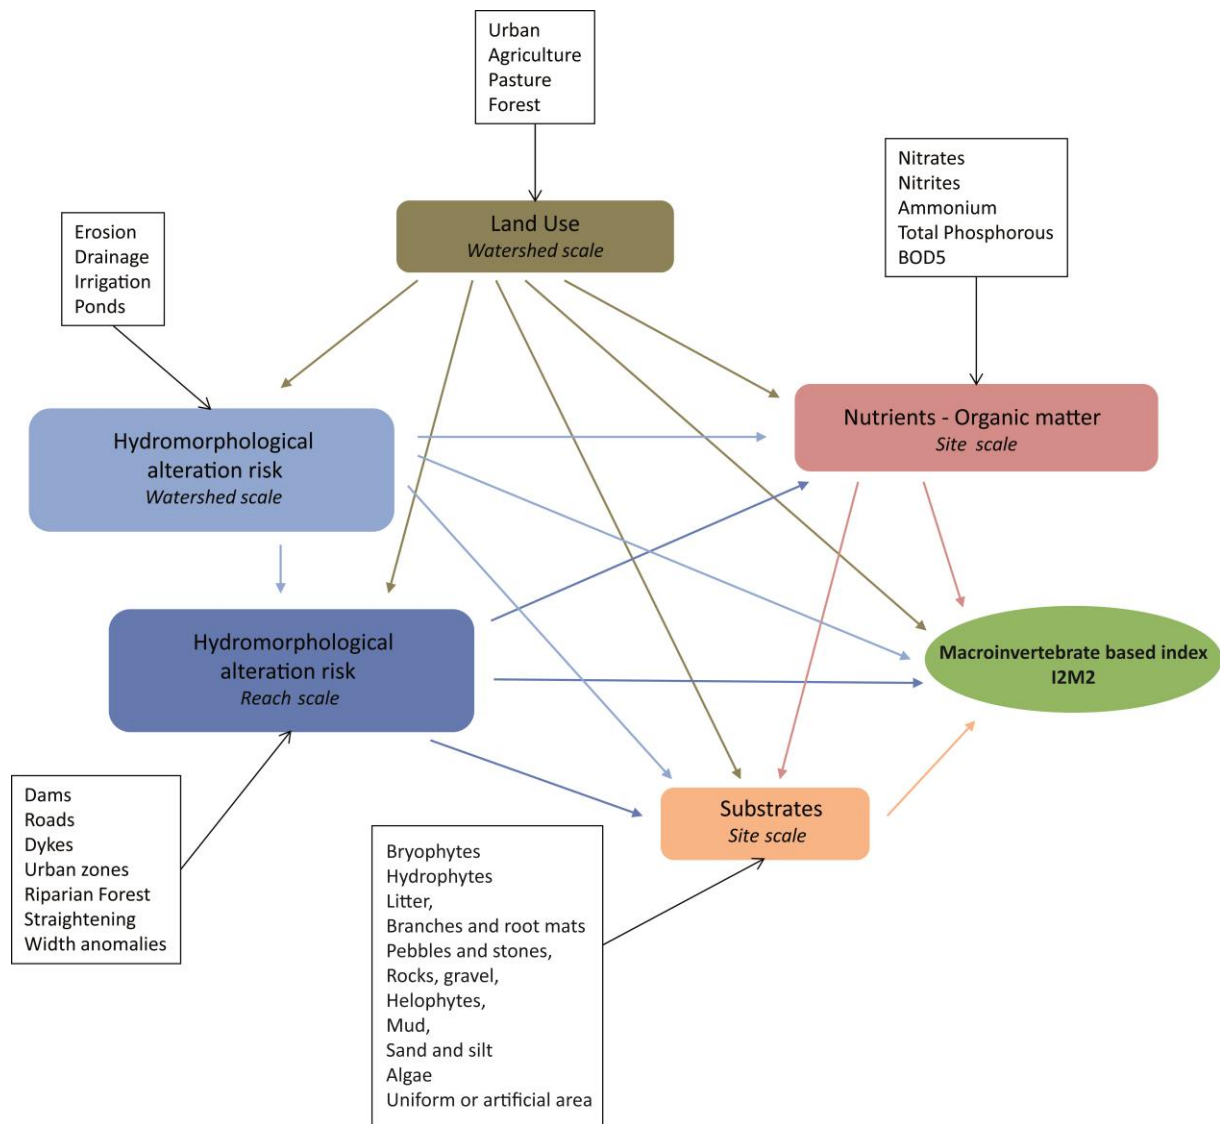 Urban
Agriculture
Pasture
Forest
Nitrates
Nitrites
Ammonium
Total Phosphorous
BOD5
Land Use
Watershed scale
Erosion
Drainage
Irrigation
Ponds
Hydromorphological
alteration risk
Watershed scale
Nutrients - Organic matter
Site scale
Hydromorphological
alteration risk
Reach scale
Macroinvertebrate based index
I2M2
Substrates
Site scale
Dams
Roads
Dykes
Urban zones
Riparian Forest
Straightening
Width anomalies
Bryophytes
Hydrophytes
Litter,
Branches and root mats
Pebbles and stones,
Rocks, gravel,
Helophytes,
Mud,
Sand and silt
Algae
Uniform or artificial area